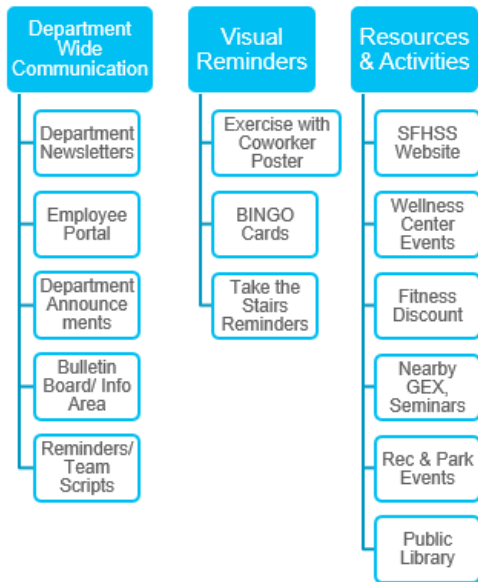 Department
Wide
Communication
Department
Newsletters
Employee
Portal
Department
Announce
ments
Bulletin
Board/ Info
Area
Reminders/
Team
Scripts
Visual
Reminders
Exercise with
Coworker
Poster
BINGO
Cards
Take the
Stairs
Reminders
Resources
& Activities
SFHSS
Website
Wellness
Center
Events
Fitness
Discount
Nearby
GEX,
Seminars
Rec & Park
Events
Public
Library